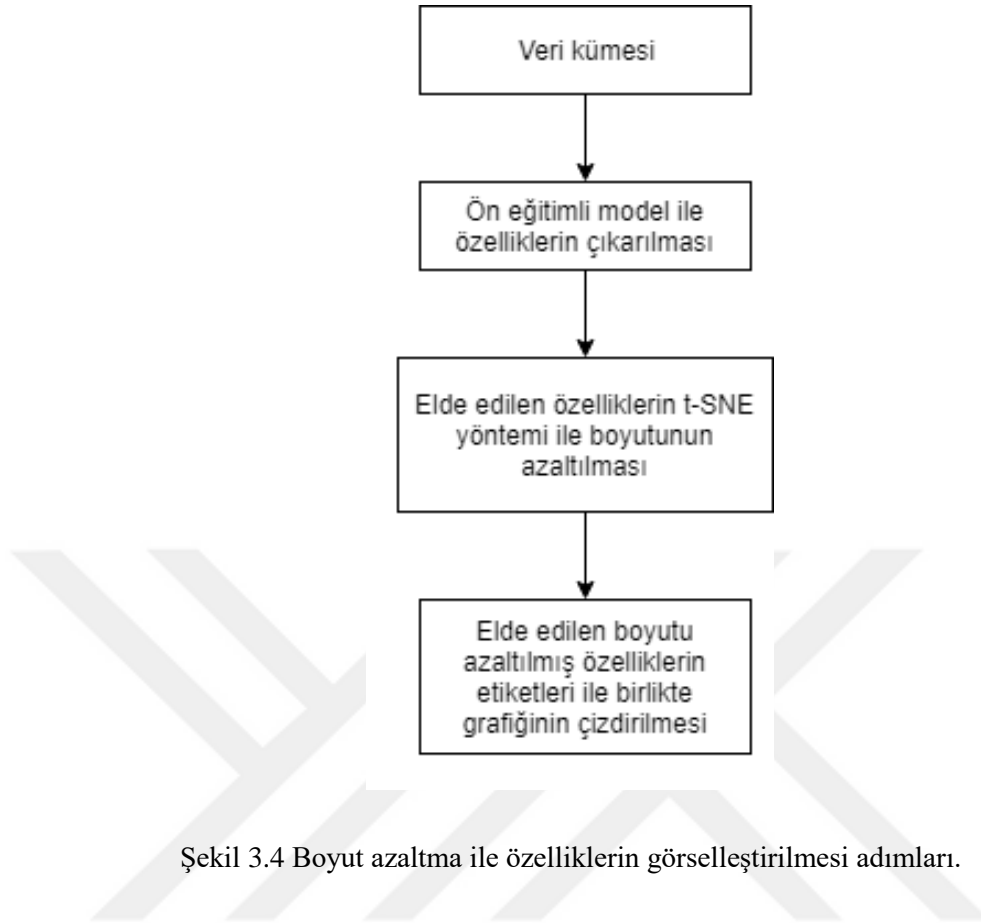 Veri kümesi
Ön eğitimli model ile
özelliklerin çıkarılması
Elde edilen özelliklerin t-SNE
yöntemi ile boyutunun
azaltılması
Elde edilen boyutu
azaltılmış özelliklerin
etiketleri ile birlikte
grafiğinin çizdirilmesi
Şekil 3.4 Boyut azaltma ile özelliklerin görselleştirilmesi adımları.